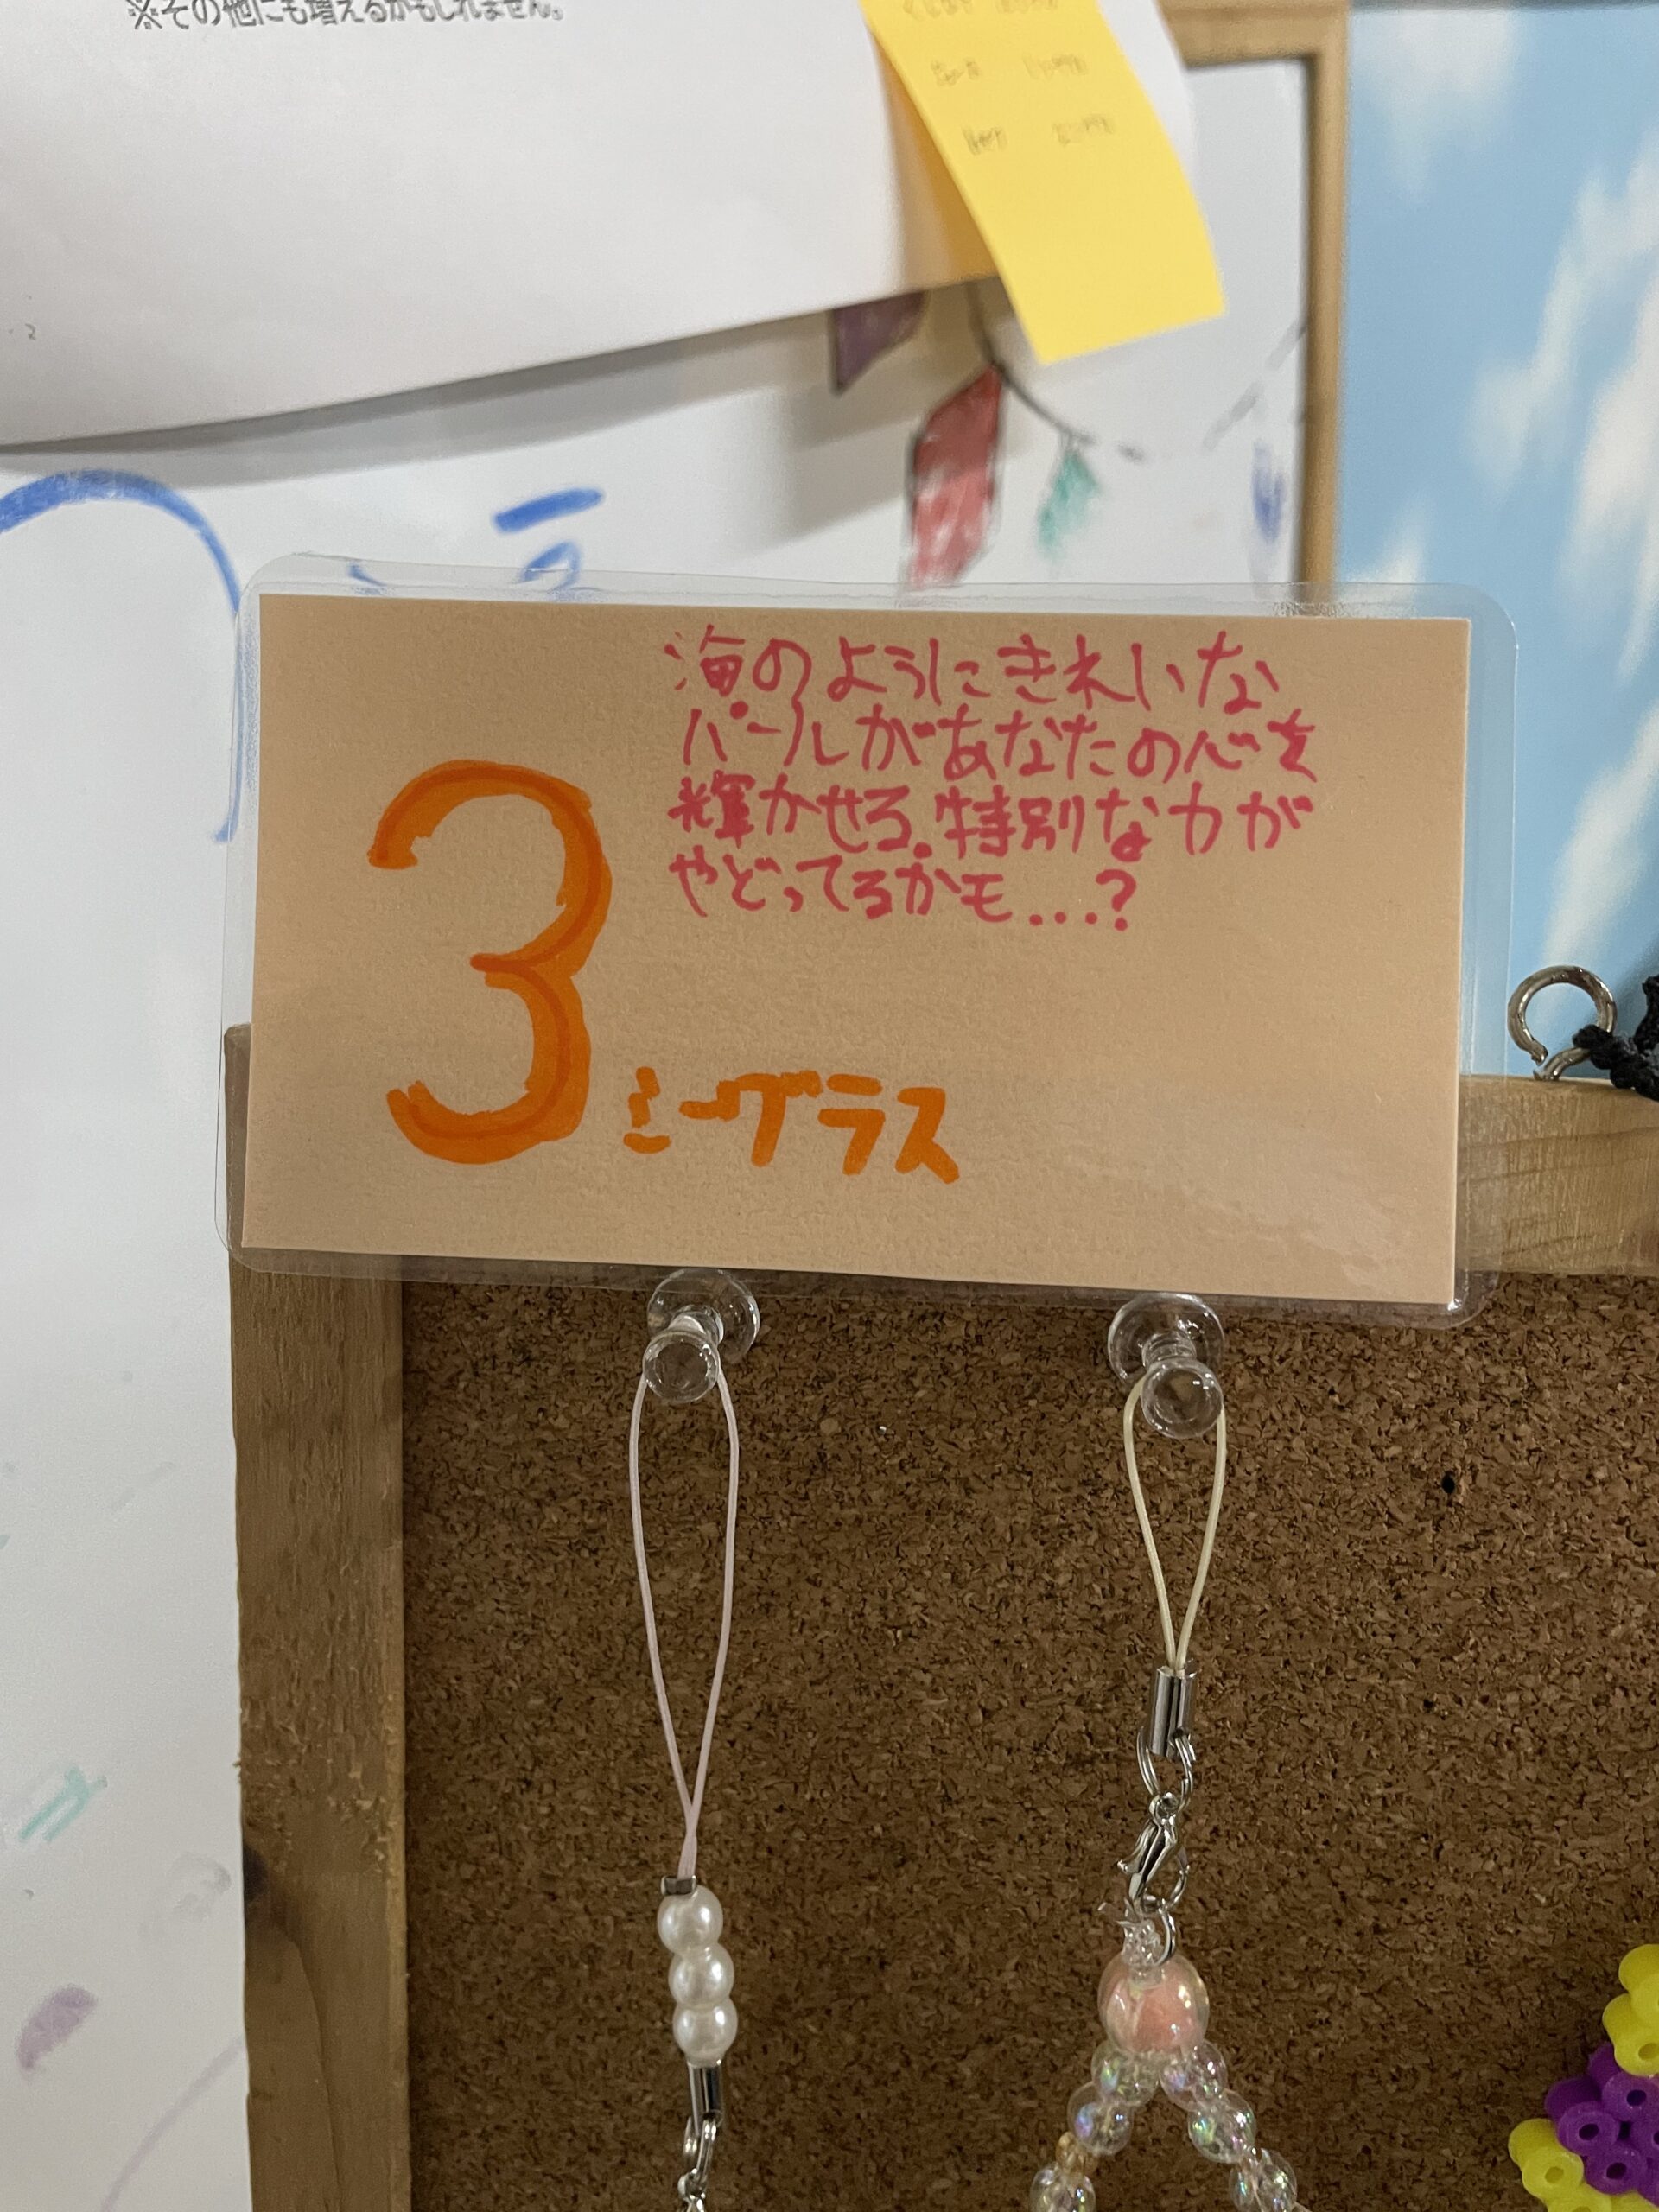 ※その他にも増えるかもしれません。
海のようにきれいな
パールがあなたの心を
輝かせる。特別な力が
やどってるかも...?
3 ミーグラス